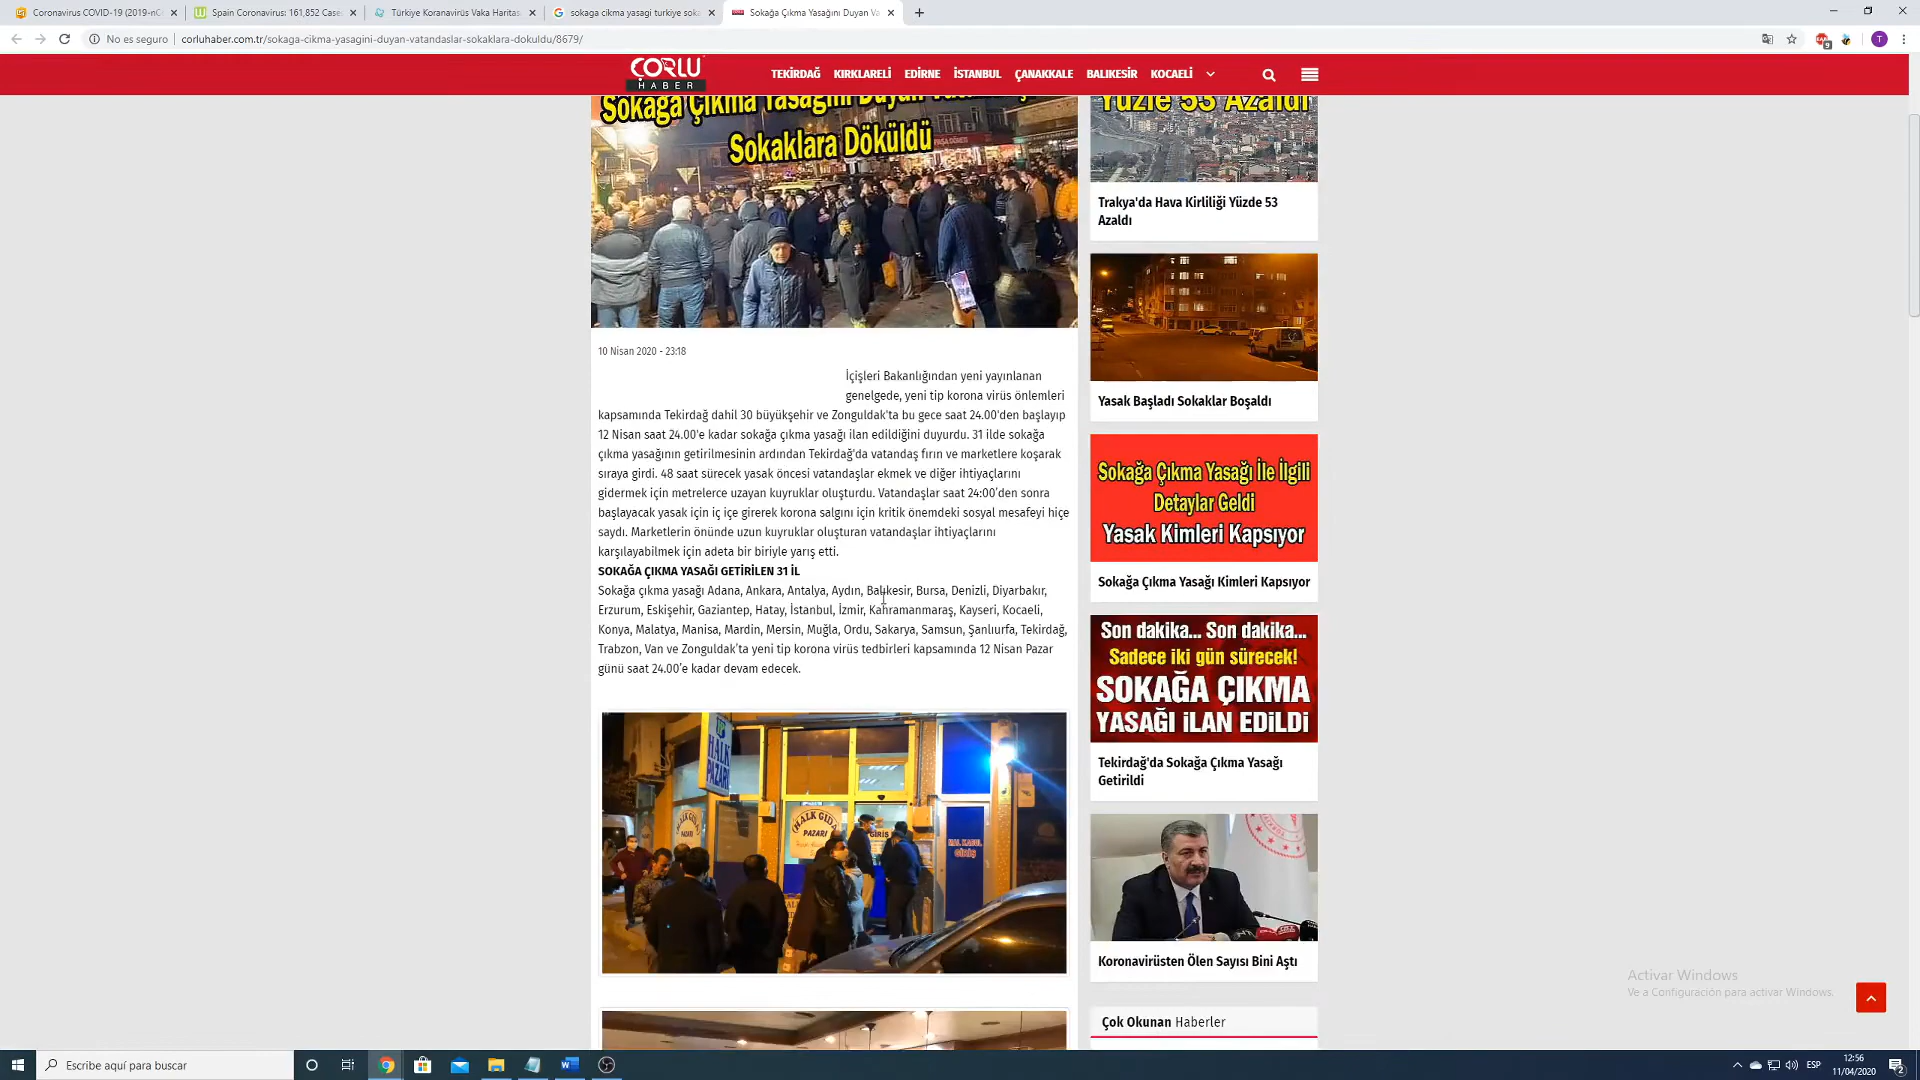 Coronavirus COVID-19 (2019-nC
Spain Coronavirus: 161,852 Case
Türkiye Koranavirüs Vaka Haritas
sokaga cikma yasagi turkiye soka
Sokağa Çıkma Yasağını Duyan Va
No es seguro
corluhaber.com.tr/sokaga-cikma-yasagini-duyan-vatandaslar-sokaklara-dokuldu/8679/
ÇORLU
HABER
TEKİRDAĞ KIRKLARELİ EDİRNE İSTANBUL ÇANAKKALE BALIKESİR KOCAELİ
Sokağa Çıkma Yasağını Duyan
Sokaklara Döküldü
10 Nisan 2020 - 23:18
İçişleri Bakanlığından yeni yayınlanan
genelgede, yeni tip korona virüs önlemleri
kapsamında Tekirdağ dahil 30 büyükşehir ve Zonguldak'ta bu gece saat 24.00'den başlayıp
12 Nisan saat 24.00'e kadar sokağa çıkma yasağı ilan edildiğini duyurdu. 31 ilde sokağa
çıkma yasağının getirilmesinin ardından Tekirdağ'da vatandaş fırın ve marketlere koşarak
sıraya girdi. 48 saat sürecek yasak öncesi vatandaşlar ekmek ve diğer ihtiyaçlarını
gidermek için metrelerce uzayan kuyruklar oluşturdu. Vatandaşlar saat 24:00'den sonra
başlayacak yasak için iç içe girerek korona salgını için kritik önemdeki sosyal mesafeyi hiçe
saydı. Marketlerin önünde uzun kuyruklar oluşturan vatandaşlar ihtiyaçlarını
karşılayabilmek için adeta bir biriyle yarış etti.
SOKAĞA ÇIKMA YASAĞI GETİRİLEN 31 İL
Sokağa çıkma yasağı Adana, Ankara, Antalya, Aydın, Balıkesir, Bursa, Denizli, Diyarbakır,
Erzurum, Eskişehir, Gaziantep, Hatay, İstanbul, İzmir, Kahramanmaraş, Kayseri, Kocaeli,
Konya, Malatya, Manisa, Mardin, Mersin, Muğla, Ordu, Sakarya, Samsun, Şanlıurfa, Tekirdağ,
Trabzon, Van ve Zonguldak'ta yeni tip korona virüs tedbirleri kapsamında 12 Nisan Pazar
günü saat 24.00'e kadar devam edecek.
HALK
PAZARI
HALK GIDA
PAZARI
GİRİŞ
MAL KABUL
GİRİŞ
Yüzle 53 Azaldı
Trakya'da Hava Kirliliği Yüzde 53
Azaldı
Yasak Başladı Sokaklar Boşaldı
Sokağa Çıkma Yasağı İle İlgili
Detaylar Geldi
Yasak Kimleri Kapsıyor
Sokağa Çıkma Yasağı Kimleri Kapsıyor
Son dakika... Son dakika...
Sadece iki gün sürecek!
SOKAĞA ÇIKMA
YASAĞI iLAN EDİLDİ
Tekirdağ'da Sokağa Çıkma Yasağı
Getirildi
Koronavirüsten Ölen Sayısı Bini Aştı
Çok Okunan Haberler
Activar Windows
Ve a Configuración para activar Windows.
Escribe aquí para buscar
ESP
12:56
11/04/2020